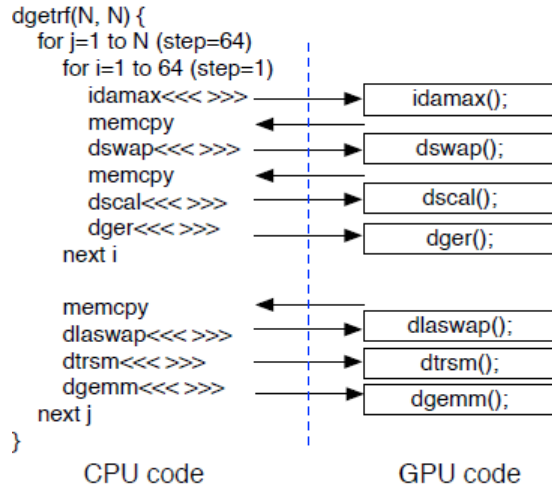 dgetrf(N, N) {
for j=1 to N (step=64)
for i=1 to 64 (step=1)
idamax<<< >>> idamax();
memcpy
dswap<<< >>> dswap();
memcpy
dscal<<< >>> dscal();
dger<<< >>> dger();
next i
memcpy
dlaswap<<< >>> dlaswap();
dtrsm<<< >>> dtrsm();
dgemm<<< >>> dgemm();
next j
}
CPU code GPU code